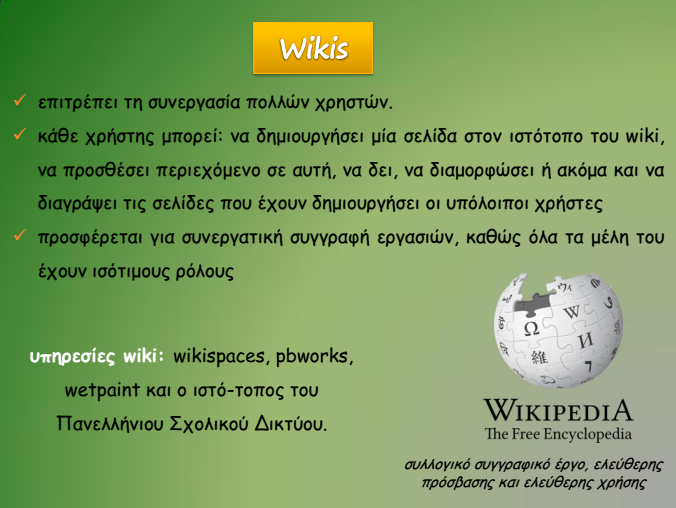 Wikis
επιτρέπει τη συνεργασία πολλών χρηστών.
κάθε χρήστης μπορεί: να δημιουργήσει μία σελίδα στον ιστότοπο του wiki,
να προσθέσει περιεχόμενο σε αυτή, να δει, να διαμορφώσει ή ακόμα και να
διαγράψει τις σελίδες που έχουν δημιουργήσει οι υπόλοιποι χρήστες
προσφέρεται για συνεργατική συγγραφή εργασιών, καθώς όλα τα μέλη του
έχουν ισότιμους ρόλους
υπηρεσίες wiki: wikispaces, pbworks,
wetpaint και ο ιστό-τοπος του
Πανελλήνιου Σχολικού Δικτύου.
Ω W И 維 7
WIKIPEDIA
The Free Encyclopedia
συλλογικό συγγραφικό έργο, ελεύθερης
πρόσβασης και ελεύθερης χρήσης